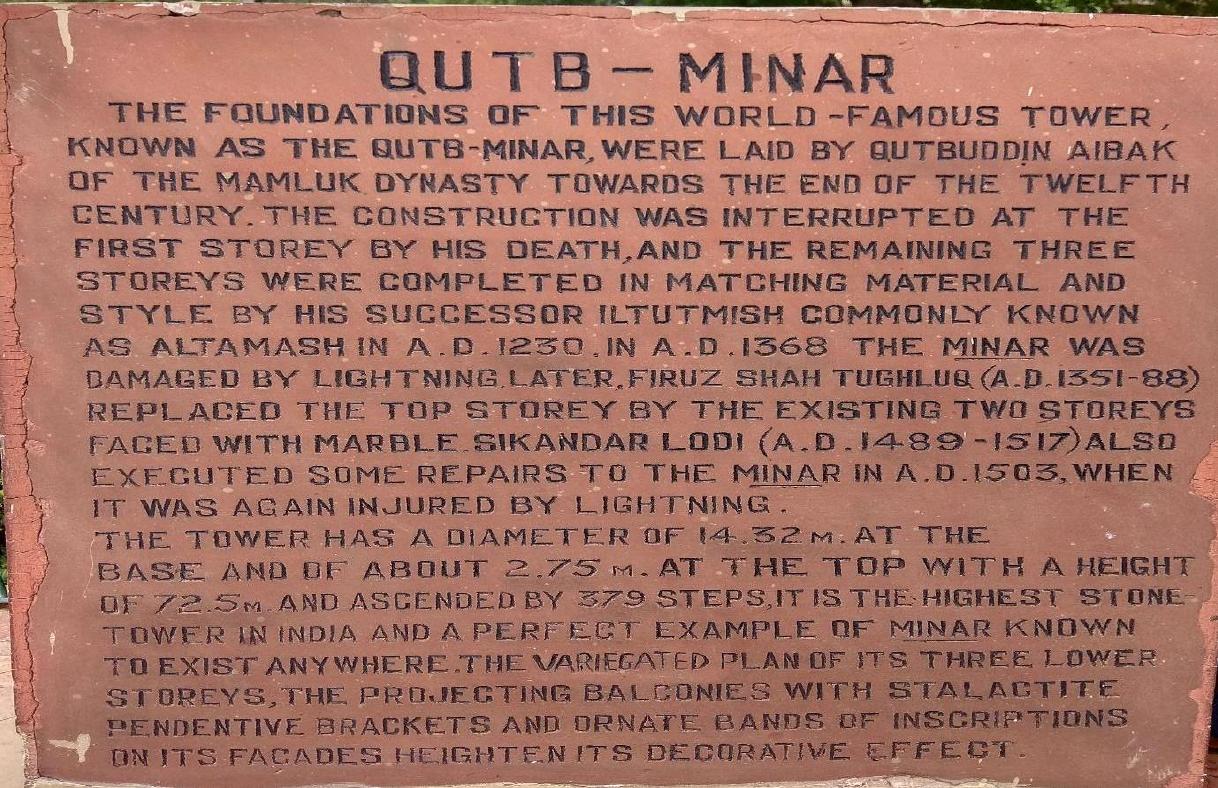 QUTB - MINAR
THE FOUNDATIONS OF THIS WORLD-FAMOUS TOWER,
KNOWN AS THE QUTB-MINAR, WERE LAID BY QUTBUDDIN AIBAK
OF THE MAMLUK DYNASTY TOWARDS THE END OF THE TWELFTH
CENTURY. THE CONSTRUCTION WAS INTERRUPTED AT THE
FIRST STOREY BY HIS DEATH, AND THE REMAINING THREE
STOREYS WERE COMPLETED IN MATCHING MATERIAL AND
STYLE BY HIS SUCCESSOR ILTUTMISH COMMONLY KNOWN
AS ALTAMASH IN A.D.1230. IN A.D.1368 THE MINAR WAS
DAMAGED BY LIGHTNING. LATER, FIRUZ SHAH TUGHLUQ (A.D.1351-88)
REPLACED THE TOP STOREY BY THE EXISTING TWO STOREYS
FACED WITH MARBLE. SIKANDAR LODI (A.D.1489-1517) ALSO
EXECUTED SOME REPAIRS TO THE MINAR IN A.D.1503, WHEN
IT WAS AGAIN INJURED BY LIGHTNING.
THE TOWER HAS A DIAMETER OF 14.32 M. AT THE
BASE AND OF ABOUT 2.75 M. AT THE TOP WITH A HEIGHT
OF 72.5 M. AND ASCENDED BY 379 STEPS, IT IS THE HIGHEST STONE-
TOWER IN INDIA AND A PERFECT EXAMPLE OF MINAR KNOWN
TO EXIST ANYWHERE. THE VARIEGATED PLAN OF ITS THREE LOWER
STOREYS, THE PROJECTING BALCONIES WITH STALACTITE
PENDENTIVE BRACKETS AND ORNATE BANDS OF INSCRIPTIONS
ON ITS FACADES HEIGHTEN ITS DECORATIVE EFFECT.